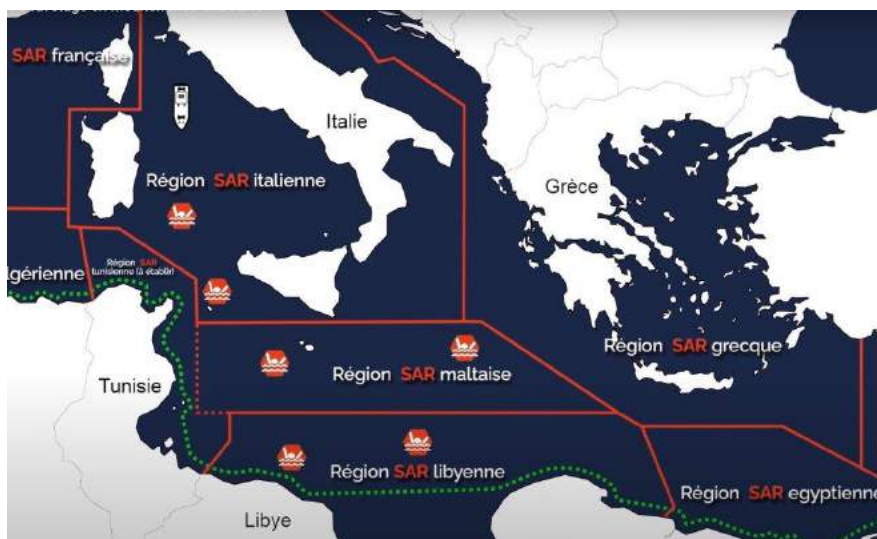 SAR française
Italie
Région SAR italienne
Grèce
Région SAR
tunisienne (à établir)
lgérienne
Région SAR grecque
Région SAR maltaise
Tunisie
Région SAR libyenne
Région SAR egyptienne
Libye